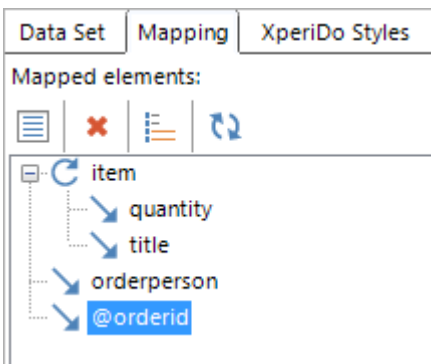 Data Set Mapping XperiDo Styles
Mapped elements:
item
quantity
title
orderperson
@orderid